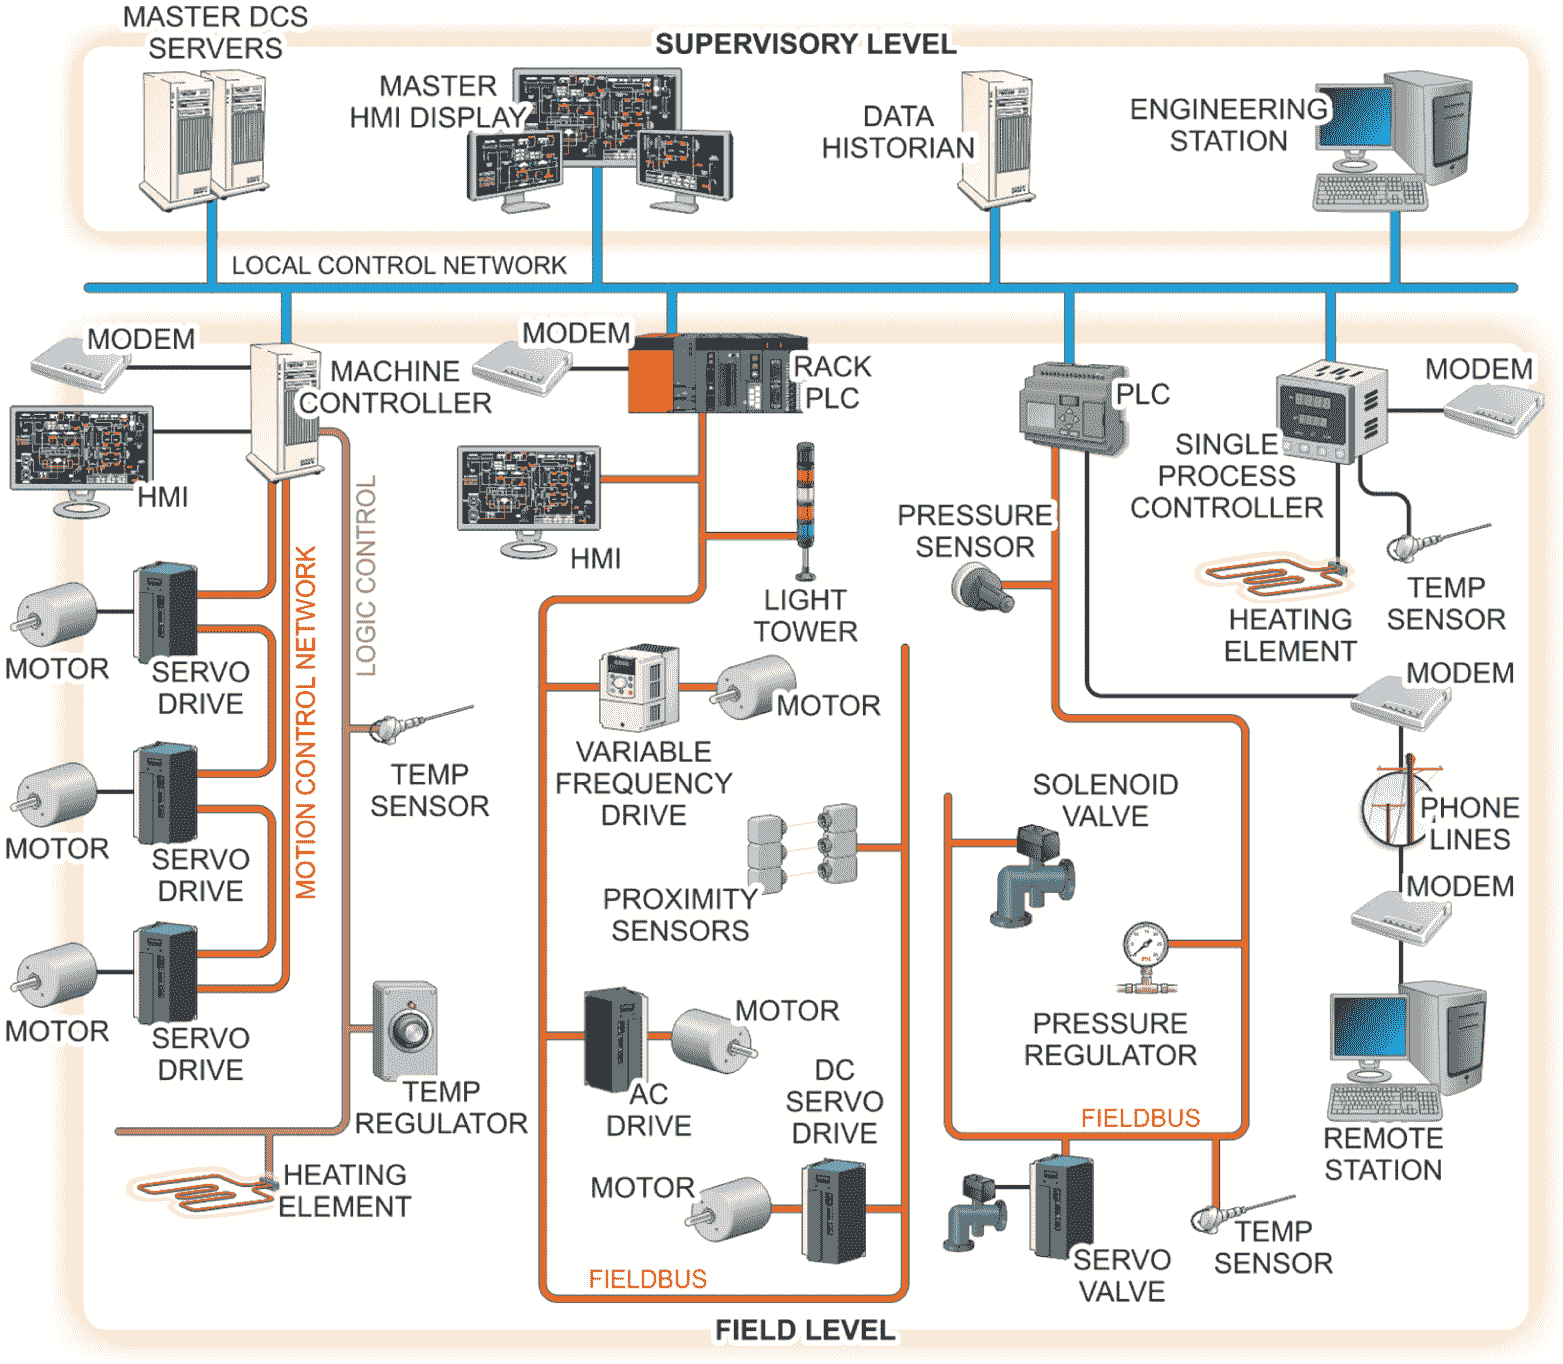 MASTER DCS
SERVERS
SUPERVISORY LEVEL
MASTER
HMI DISPLAY
DATA
HISTORIAN
ENGINEERING
STATION
LOCAL CONTROL NETWORK
MODEM
MACHINE
CONTROLLER
HMI
MODEM
RACK
PLC
HMI
LIGHT
TOWER
PLC
PRESSURE
SENSOR
SINGLE
PROCESS
CONTROLLER
MODEM
HEATING
ELEMENT
TEMP
SENSOR
MOTOR
SERVO
DRIVE
MOTION CONTROL NETWORK
LOGIC CONTROL
TEMP
SENSOR
MOTOR
SERVO
DRIVE
MOTOR
SERVO
DRIVE
TEMP
REGULATOR
HEATING
ELEMENT
VARIABLE
FREQUENCY
DRIVE
MOTOR
PROXIMITY
SENSORS
AC
DRIVE
MOTOR
DC
SERVO
DRIVE
MOTOR
FIELDBUS
SOLENOID
VALVE
PRESSURE
REGULATOR
FIELDBUS
SERVO
VALVE
TEMP
SENSOR
MODEM
PHONE
LINES
MODEM
REMOTE
STATION
FIELD LEVEL